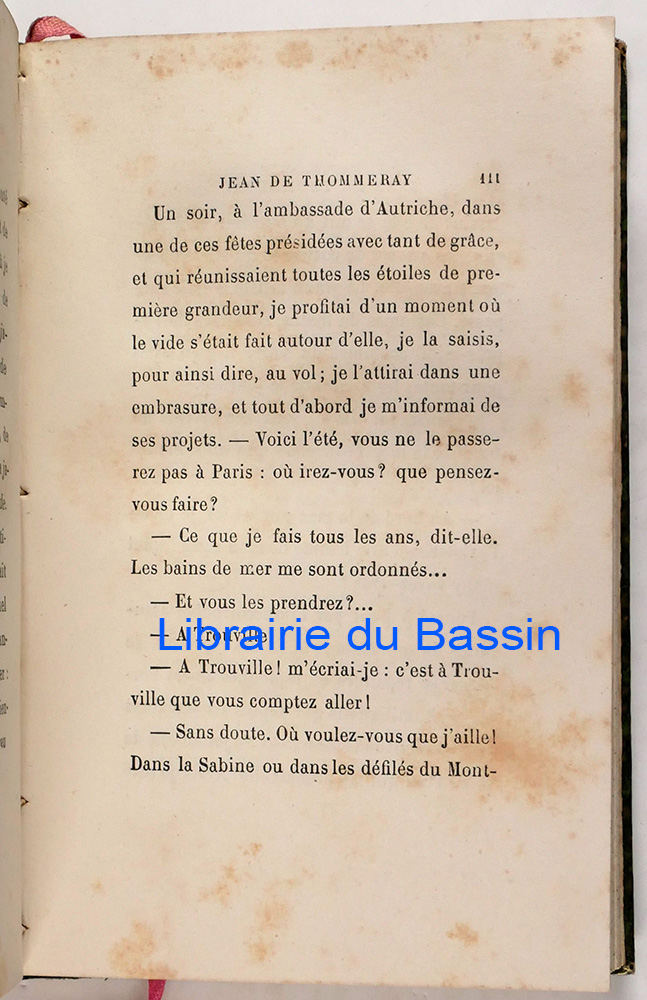 JEAN DE THOMMERAY 111
Un soir, à l'ambassade d'Autriche, dans
une de ces fêtes présidées avec tant de grâce,
et qui réunissaient toutes les étoiles de pre-
mière grandeur, je profitai d'un moment où
le vide s'était fait autour d'elle, je la saisis,
pour ainsi dire, au vol; je l'attirai dans une
embrasure, et tout d'abord je m'informai de
ses projets. — Voici l'été, vous ne le passe-
rez pas à Paris : où irez-vous? que pensez-
vous faire?
— Ce que je fais tous les ans, dit-elle.
Les bains de mer me sont ordonnés...
— Et vous les prendrez?...
— A Trouville
Librairie du Bassin
— A Trouville! m'écriai-je : c'est à Trou-
ville que vous comptez aller!
— Sans doute. Où voulez-vous que j'aille!
Dans la Sabine ou dans les défilés du Mont-